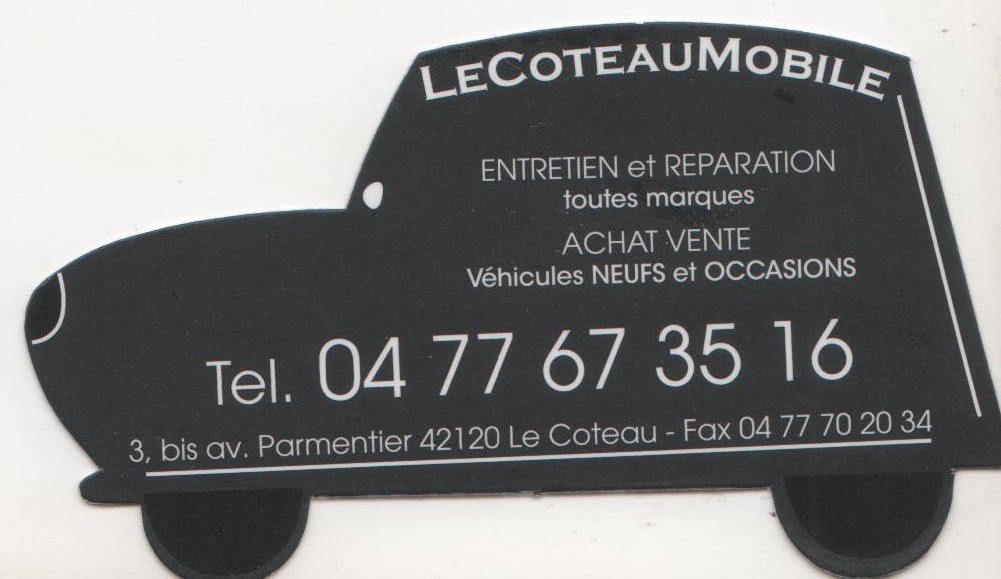 LECOTEAUMOBILE
ENTRETIEN et REPARATION
toutes marques
ACHAT VENTE
Véhicules NEUFS et OCCASIONS
Tel. 04 77 67 35 16
3, bis av. Parmentier 42120 Le Coteau - Fax 04 77 70 20 34